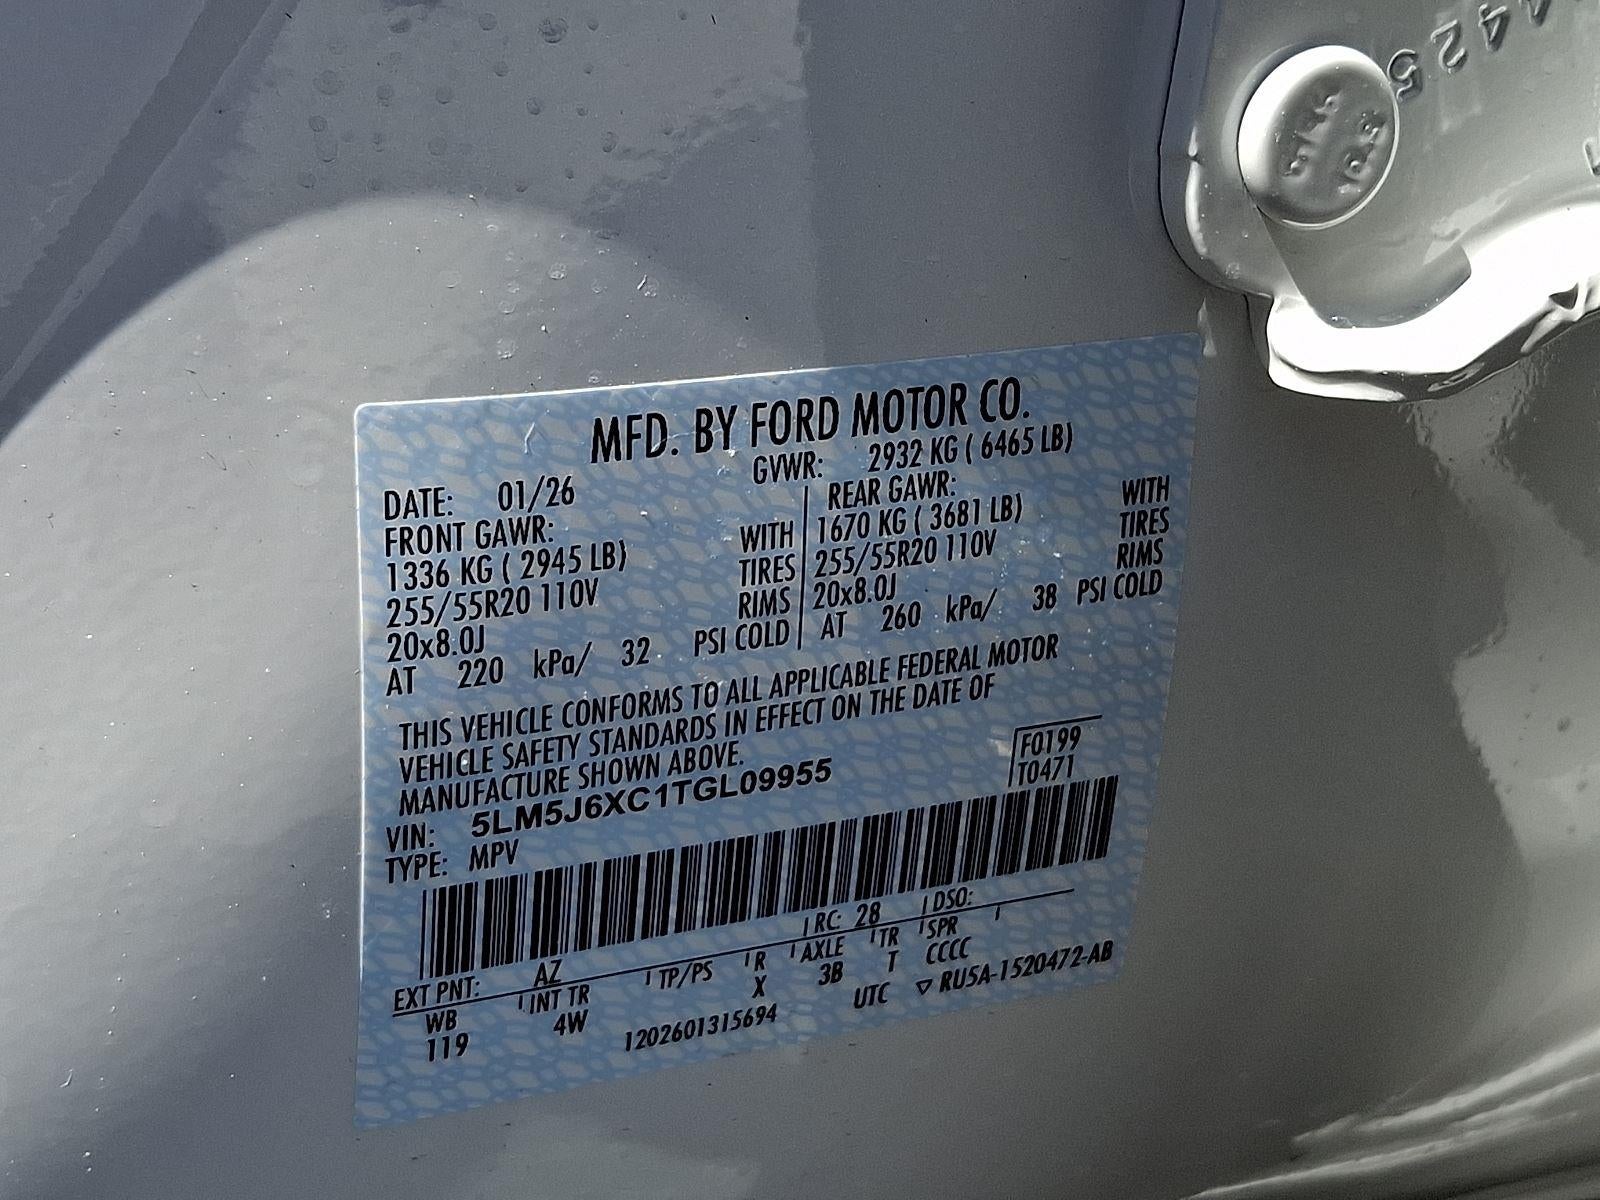 A425
MFD. BY FORD MOTOR CO.
DATE: 01/26 GVWR: 2932 KG ( 6465 LB)
FRONT GAWR:
1336 KG ( 2945 LB) WITH
255/55R20 110V TIRES
20x8.0J RIMS
AT 220 kPa/ 32 PSI COLD
REAR GAWR:
1670 KG ( 3681 LB) WITH
255/55R20 110V TIRES
20x8.0J RIMS
AT 260 kPa/ 38 PSI COLD
THIS VEHICLE CONFORMS TO ALL APPLICABLE FEDERAL MOTOR
VEHICLE SAFETY STANDARDS IN EFFECT ON THE DATE OF
MANUFACTURE SHOWN ABOVE.
F0199
T0471
VIN: 5LM5J6XC1TGL09955
TYPE: MPV
EXT PNT: AZ RC: 28 DSO:
WB INT TR TP/PS R AXLE TR SPR
119 4W X 3B T CCCC
1202601315694 UTC ▽ RU5A-1520472-AB